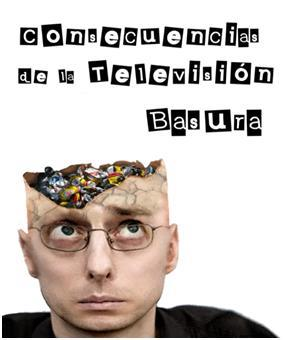 Consecuencias
de la Televisión
Basura